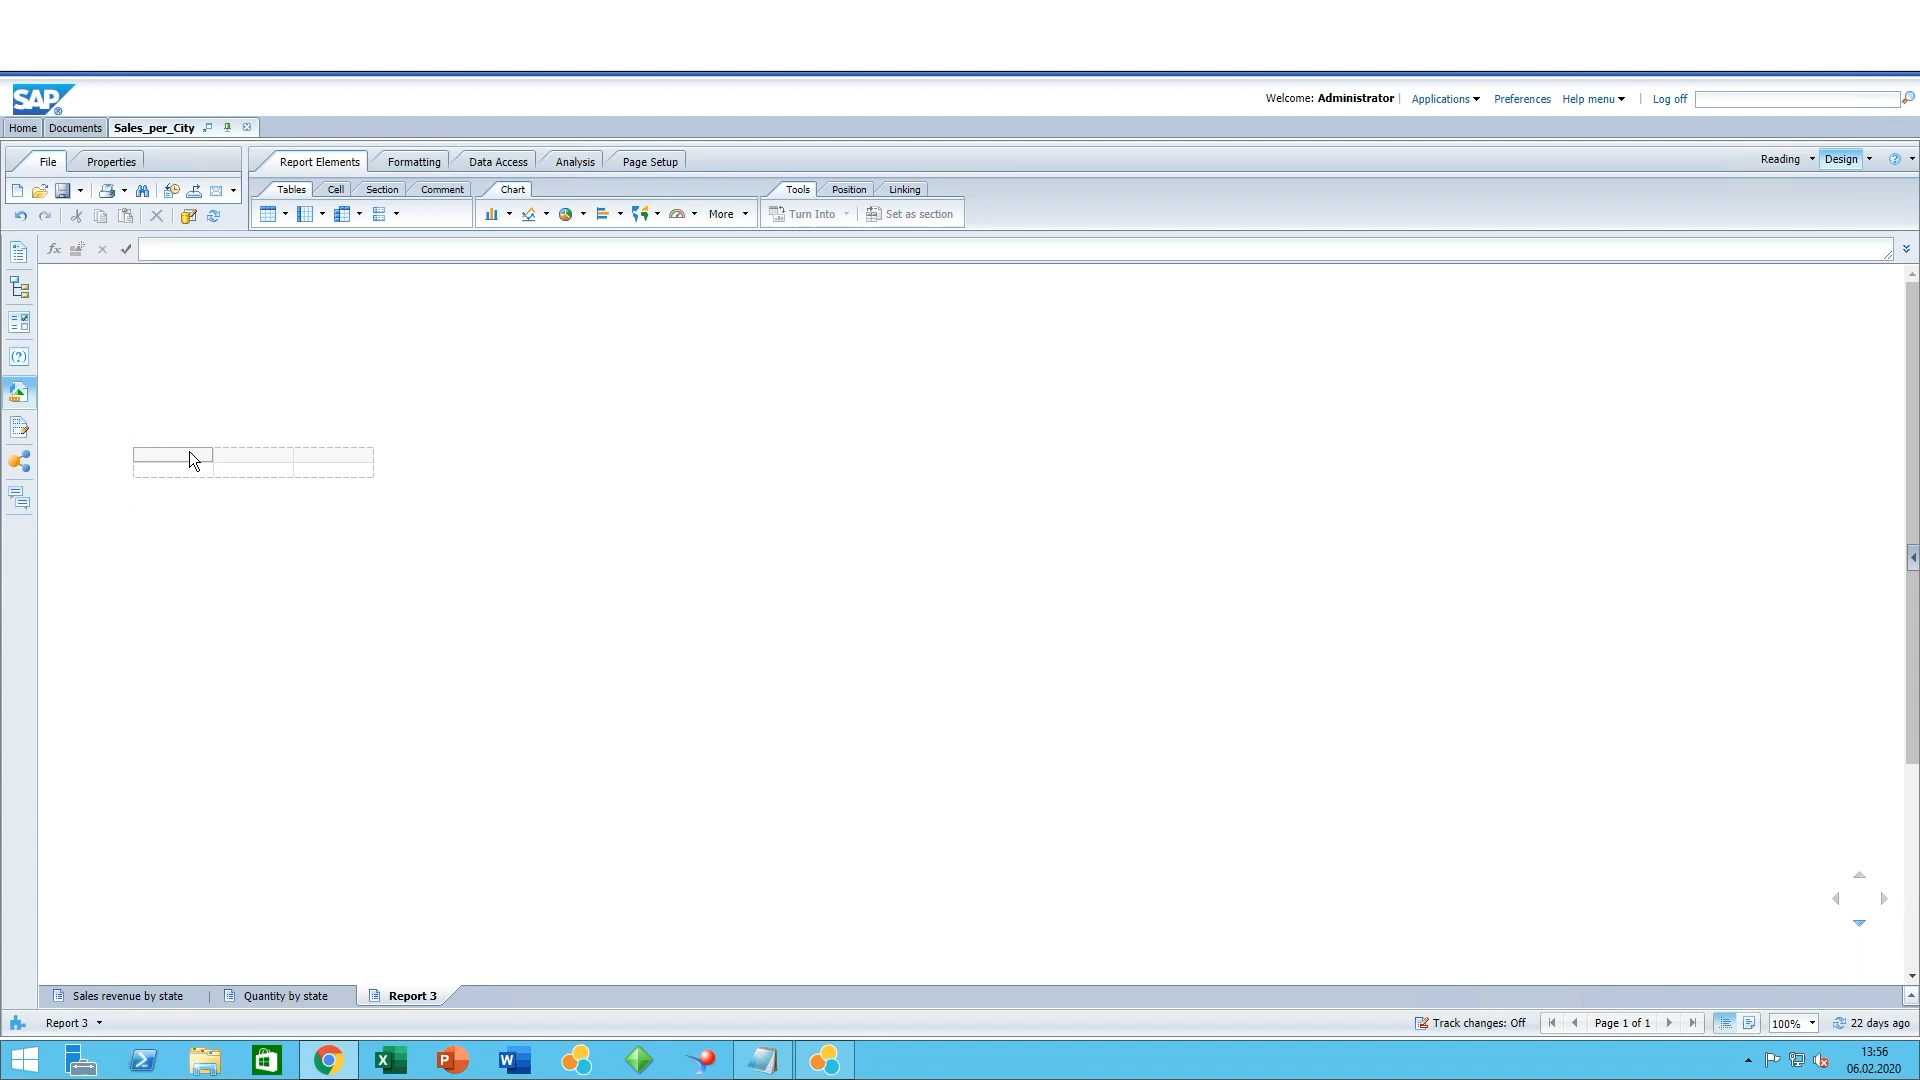 SAP
Welcome: Administrator Applications Preferences Help menu Log off
Home Documents Sales_per_City
File Properties Report Elements Formatting Data Access Analysis Page Setup Reading Design
Tables Cell Section Comment Chart Tools Position Linking
More Turn Into Set as section
fx
Sales revenue by state Quantity by state Report 3
Report 3 Track changes: Off Page 1 of 1 100% 22 days ago
13:56
06.02.2020